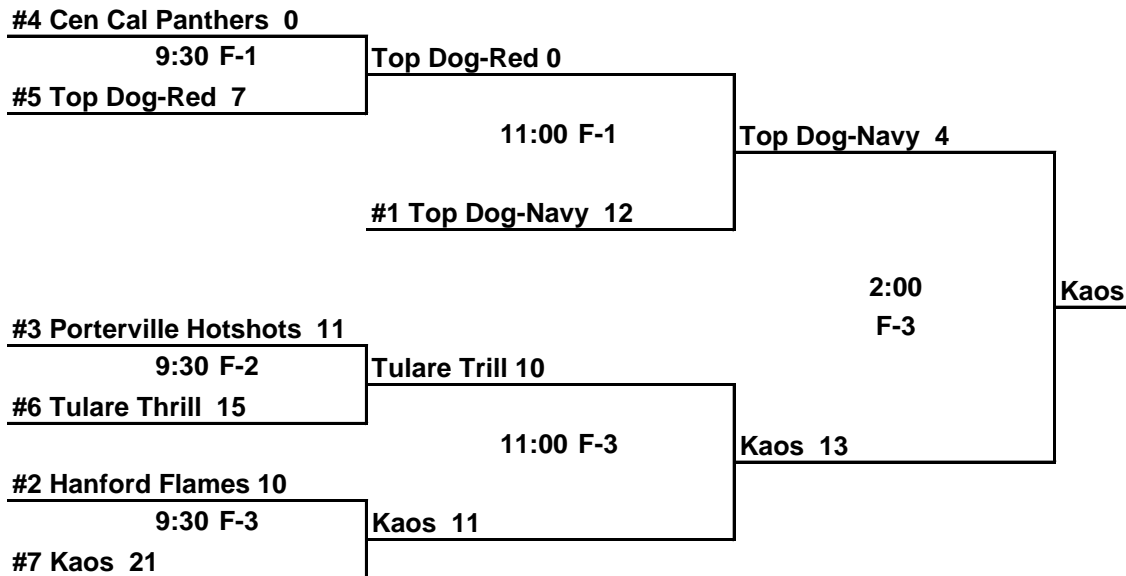 #4 Cen Cal Panthers 0
9:30 F-1
Top Dog-Red 0
#5 Top Dog-Red 7
11:00 F-1
Top Dog-Navy 4
#1 Top Dog-Navy 12
2:00
Kaos
F-3
#3 Porterville Hotshots 11
9:30 F-2
Tulare Trill 10
#6 Tulare Thrill 15
11:00 F-3
Kaos 13
#2 Hanford Flames 10
9:30 F-3
Kaos 11
#7 Kaos 21